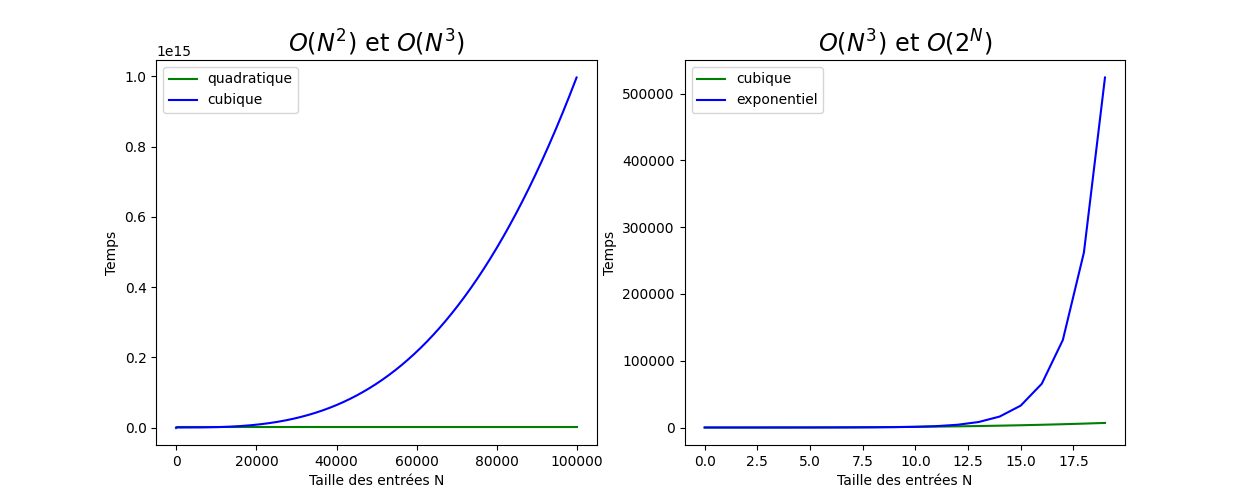 O(N²) et O(N³)
1e15
quadratique
cubique
1.0
0.8
0.6
0.4
0.2
0.0
Temps
0 20000 40000 60000 80000 100000
Taille des entrées N
O(N³) et O(2ᴺ)
cubique
exponentiel
500000
400000
300000
200000
100000
0
Temps
0.0 2.5 5.0 7.5 10.0 12.5 15.0 17.5
Taille des entrées N